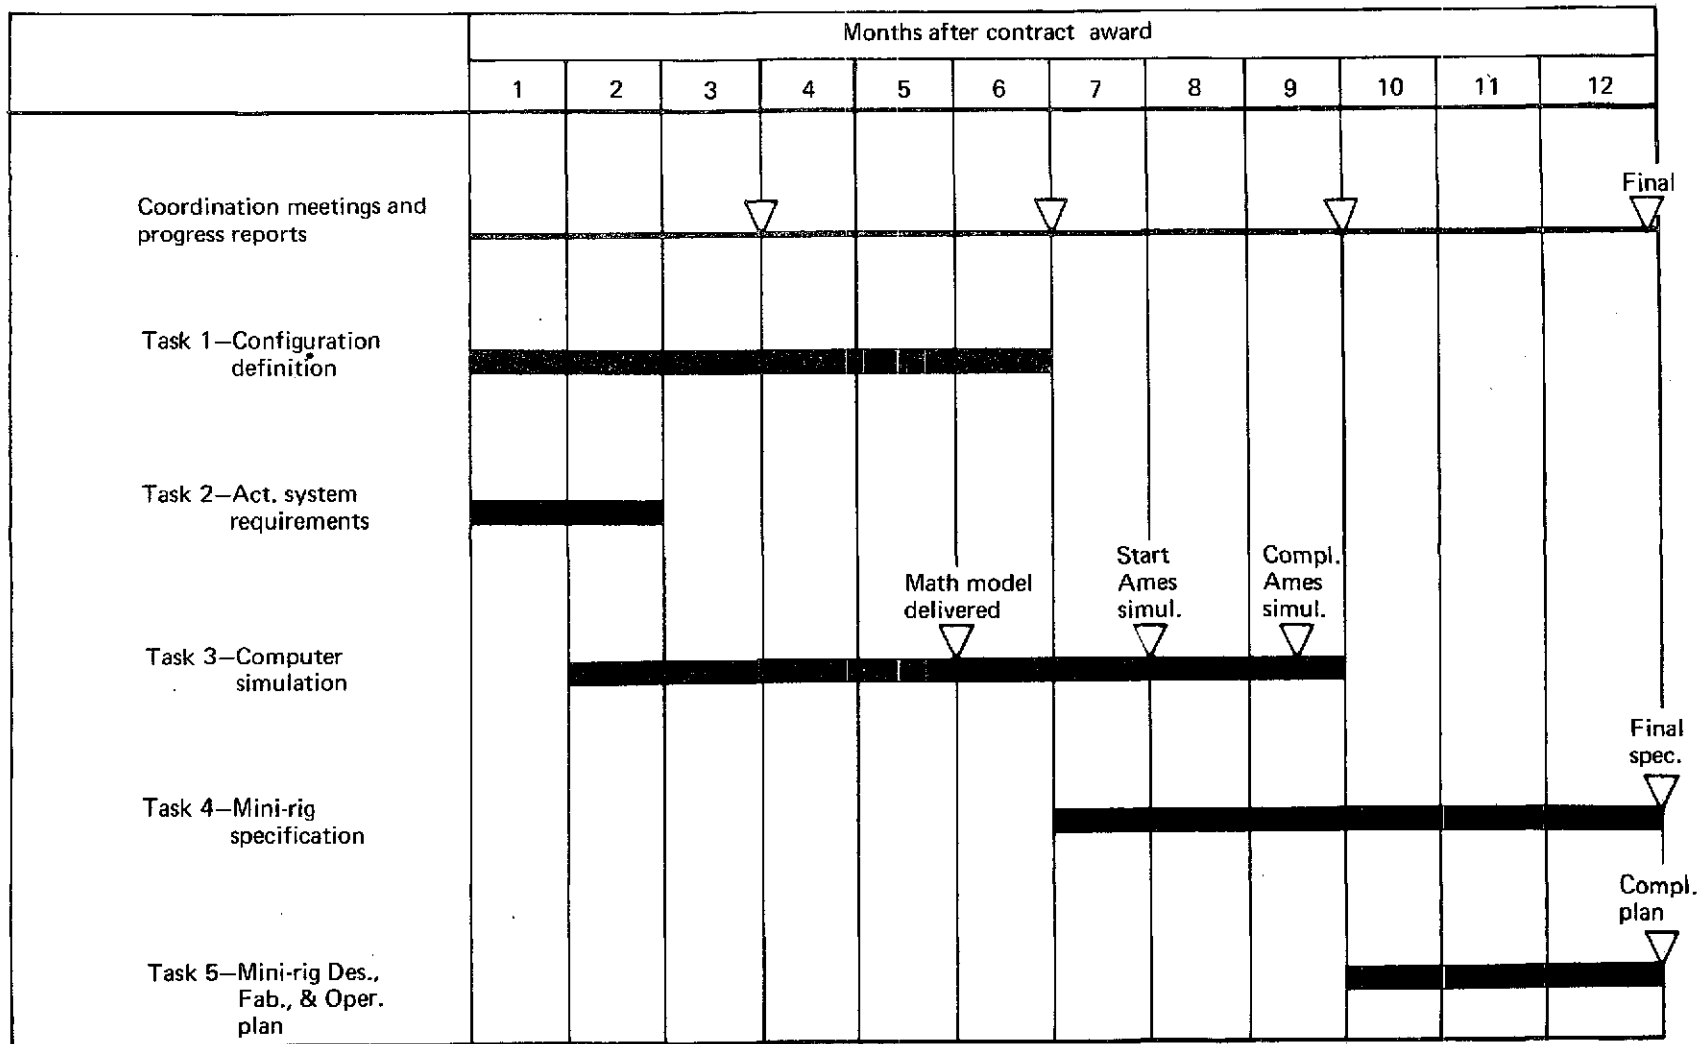 Months after contract award
1 2 3 4 5 6 7 8 9 10 11 12
Final
Coordination meetings and
progress reports
Task 1—Configuration
definition
Task 2—Act. system
requirements
Start
Ames
simul.
Compl.
Ames
simul.
Math model
delivered
Task 3—Computer
simulation
Final
spec.
Task 4—Mini-rig
specification
Compl.
plan
Task 5—Mini-rig Des.,
Fab., & Oper.
plan